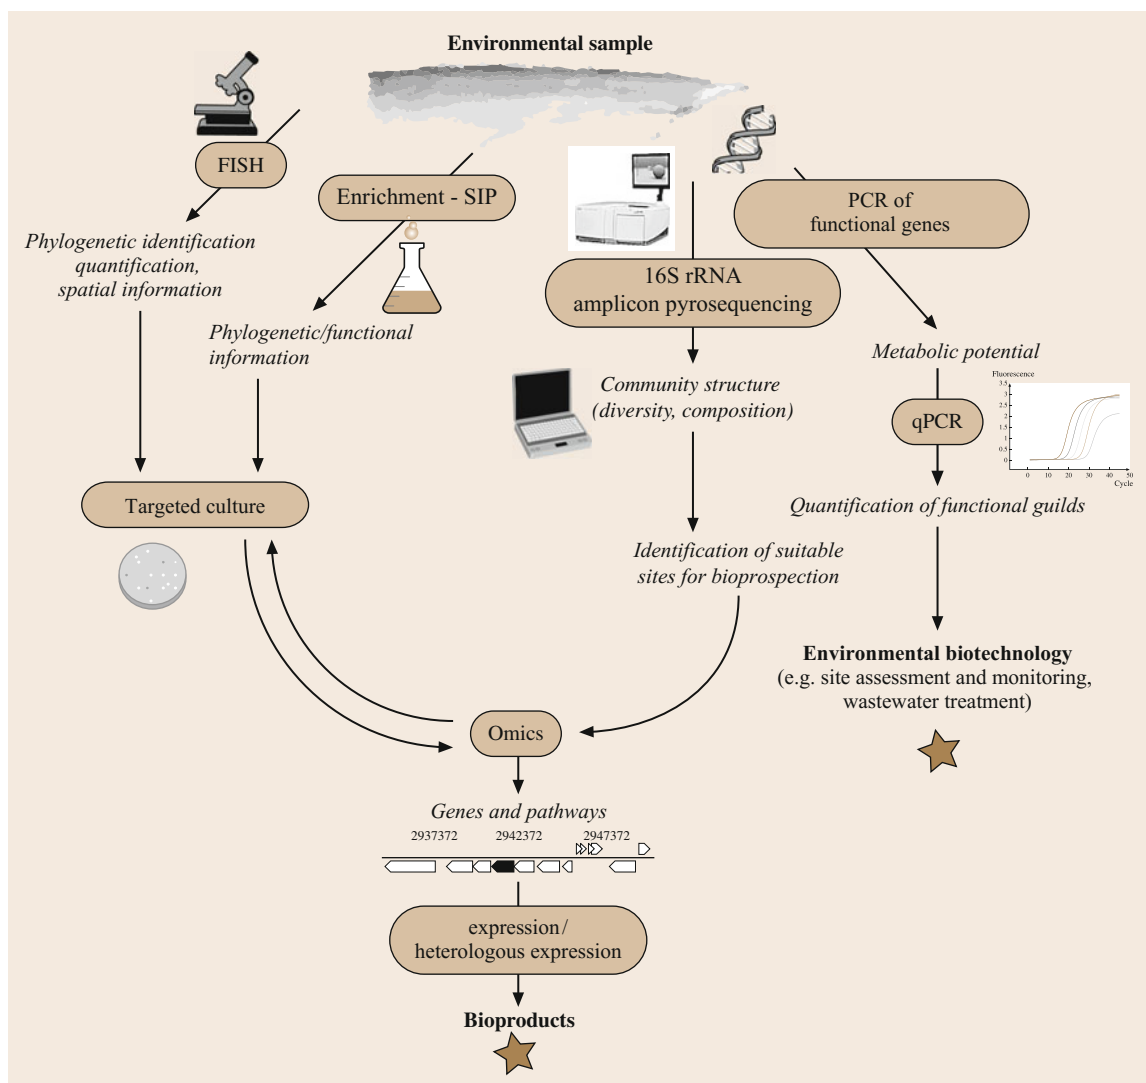 Environmental sample
FISH
Enrichment - SIP
PCR of
functional genes
Phylogenetic identification
quantification,
spatial information
16S rRNA
amplicon pyrosequencing
Phylogenetic/functional
information
Metabolic potential
Community structure
(diversity, composition)
Fluorescence
3.5
3
2.5
2
1.5
1
0.5
0
0 10 20 30 40 50
Cycle
qPCR
Targeted culture
Quantification of functional guilds
Identification of suitable
sites for bioprospection
Environmental biotechnology
(e.g. site assessment and monitoring,
wastewater treatment)
Omics
Genes and pathways
2937372 2942372 2947372
expression/
heterologous expression
Bioproducts